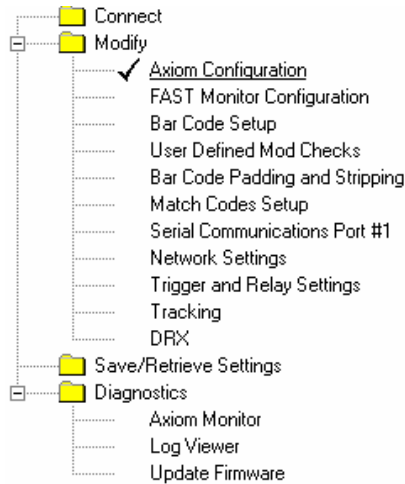 Connect
Modify
Axiom Configuration
FAST Monitor Configuration
Bar Code Setup
User Defined Mod Checks
Bar Code Padding and Stripping
Match Codes Setup
Serial Communications Port #1
Network Settings
Trigger and Relay Settings
Tracking
DRX
Save/Retrieve Settings
Diagnostics
Axiom Monitor
Log Viewer
Update Firmware